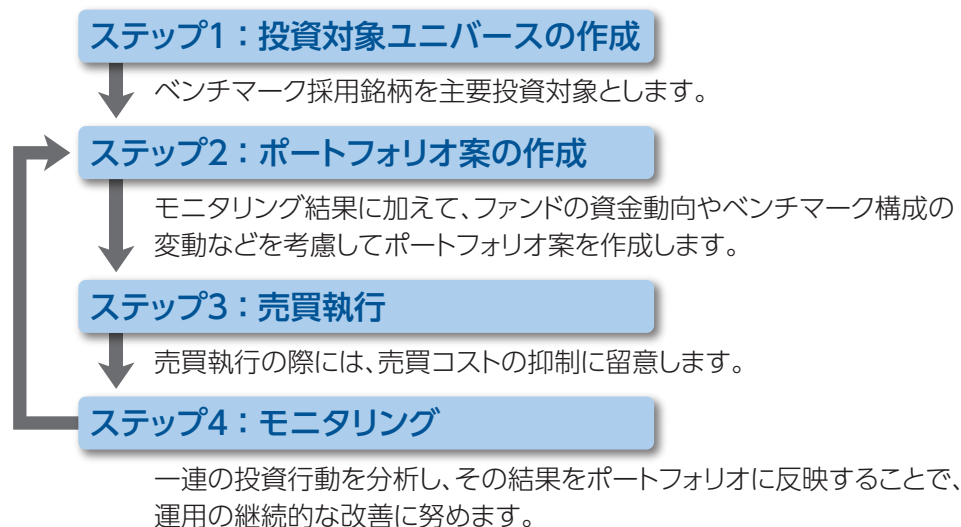 ステップ1：投資対象ユニバースの作成
ベンチマーク採用銘柄を主要投資対象とします。
ステップ2：ポートフォリオ案の作成
モニタリング結果に加えて、ファンドの資金動向やベンチマーク構成の
変動などを考慮してポートフォリオ案を作成します。
ステップ3：売買執行
売買執行の際には、売買コストの抑制に留意します。
ステップ4：モニタリング
一連の投資行動を分析し、その結果をポートフォリオに反映することで、
運用の継続的な改善に努めます。